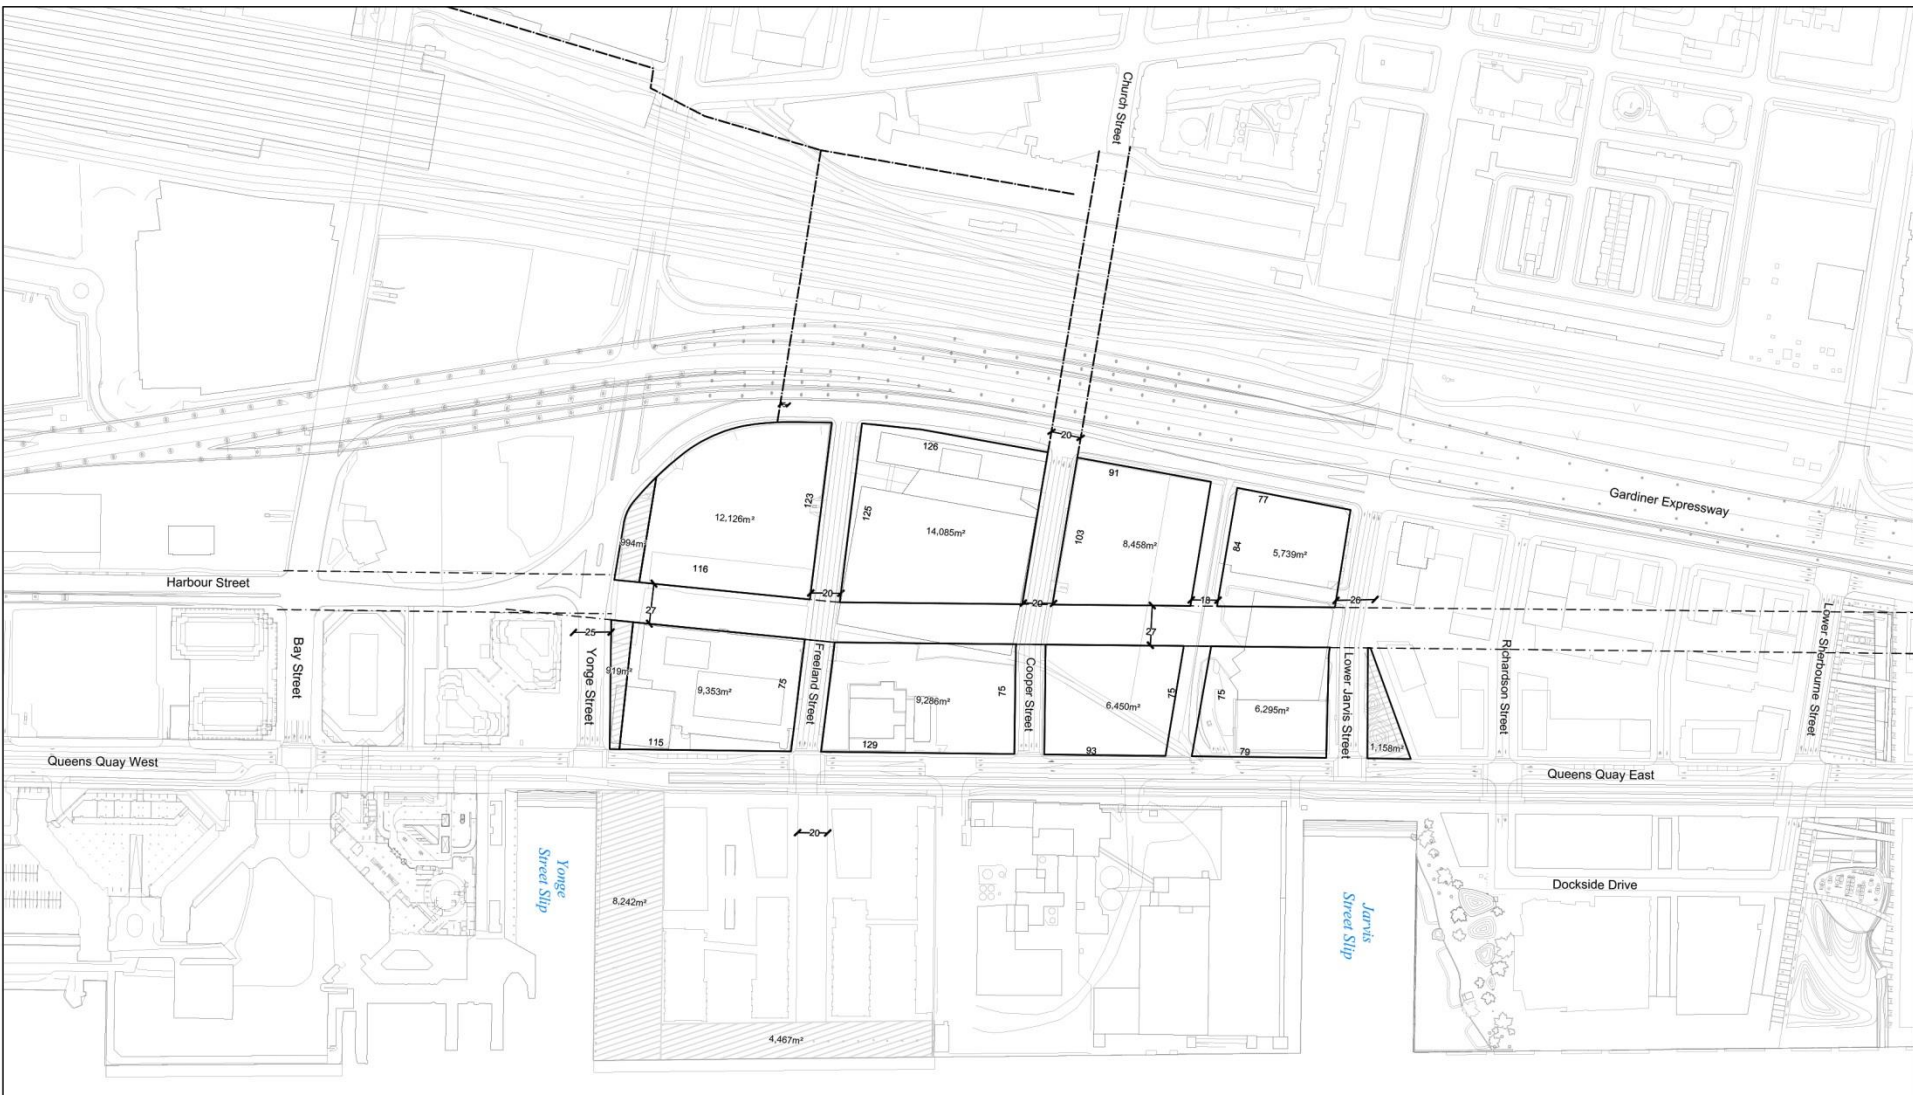 Church Street
Gardiner Expressway
20
126
91
77
12,126m²
123
125
14,085m²
103
8,458m²
84
5,739m²
994m²
116
Harbour Street
27
20
20
18
26
27
25
Bay Street
Yonge Street
919m²
9,353m²
75
Freeland Street
9,286m²
75
Cooper Street
6,450m²
75
75
6,295m²
Lower Jarvis Street
1,158m²
Richardson Street
Lower Sherbourne Street
115
129
93
79
Queens Quay West
Queens Quay East
20
Yonge
Street Slip
8,242m²
4,467m²
Jarvis
Street Slip
Dockside Drive